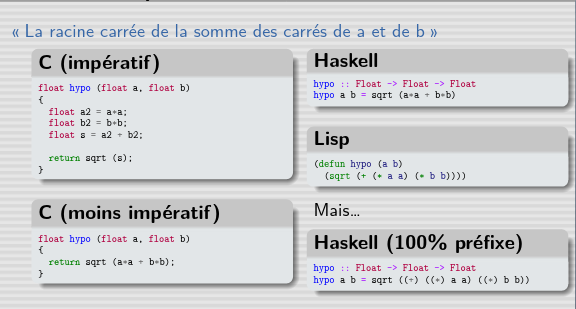 « La racine carrée de la somme des carrés de a et de b »
C (impératif)
float hypo (float a, float b)
{
  float a2 = a*a;
  float b2 = b*b;
  float s = a2 + b2;
  return sqrt (s);
}
C (moins impératif)
float hypo (float a, float b)
{
  return sqrt (a*a + b*b);
}
Haskell
hypo :: Float -> Float -> Float
hypo a b = sqrt (a*a + b*b)
Lisp
(defun hypo (a b)
  (sqrt (+ (* a a) (* b b))))
Mais...
Haskell (100% préfixe)
hypo :: Float -> Float -> Float
hypo a b = sqrt ((+) ((*) a a) ((*) b b))